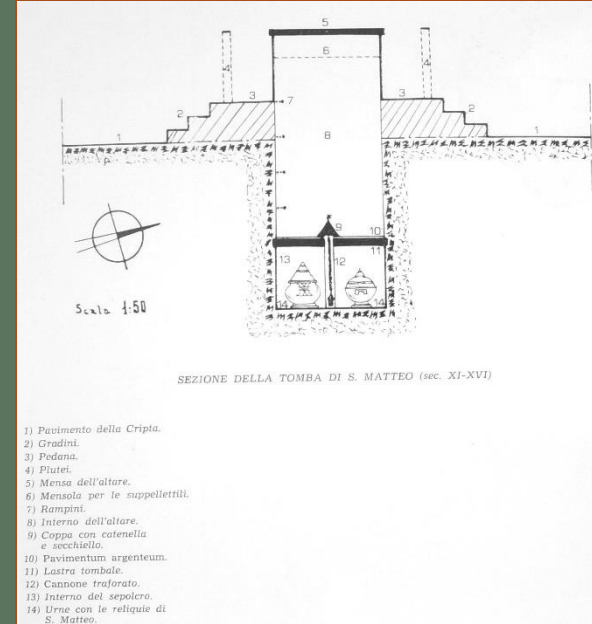 5
6
4
4
3
3
7
2
2
1
1
8
9
10
11
13
12
14
14
Scala 1:50
SEZIONE DELLA TOMBA DI S. MATTEO (sec. XI-XVI)
1) Pavimento della Cripta.
2) Gradini.
3) Pedana.
4) Plutei.
5) Mensa dell'altare.
6) Mensola per le suppellettili.
7) Rampini.
8) Interno dell'altare.
9) Coppa con catenella
e secchiello.
10) Pavimentum argenteum.
11) Lastra tombale.
12) Cannone traforato.
13) Interno del sepolcro.
14) Urne con le reliquie di
S. Matteo.